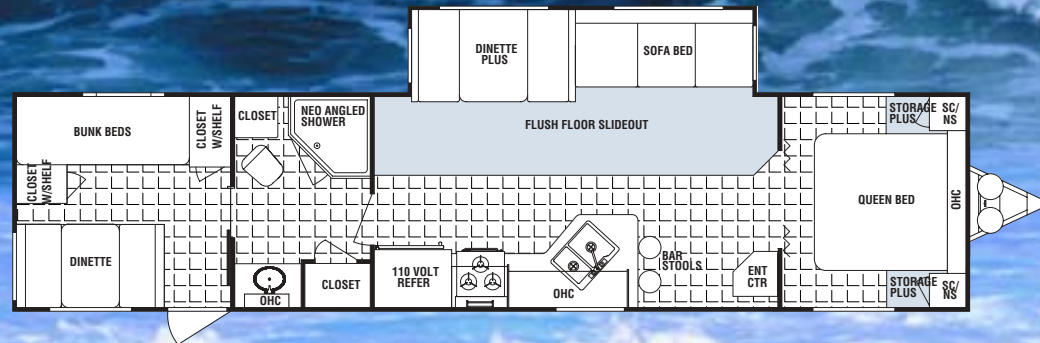 DINETTE
PLUS
SOFA BED
BUNK BEDS
CLOSET
W/SHELF
CLOSET
NEO ANGLED
SHOWER
FLUSH FLOOR SLIDEOUT
STORAGE
PLUS
SC/
NS
CLOSET
W/SHELF
QUEEN BED
OHC
DINETTE
OHC
CLOSET
110 VOLT
REFER
OHC
BAR
STOOLS
ENT
CTR
STORAGE
PLUS
SC/
NS